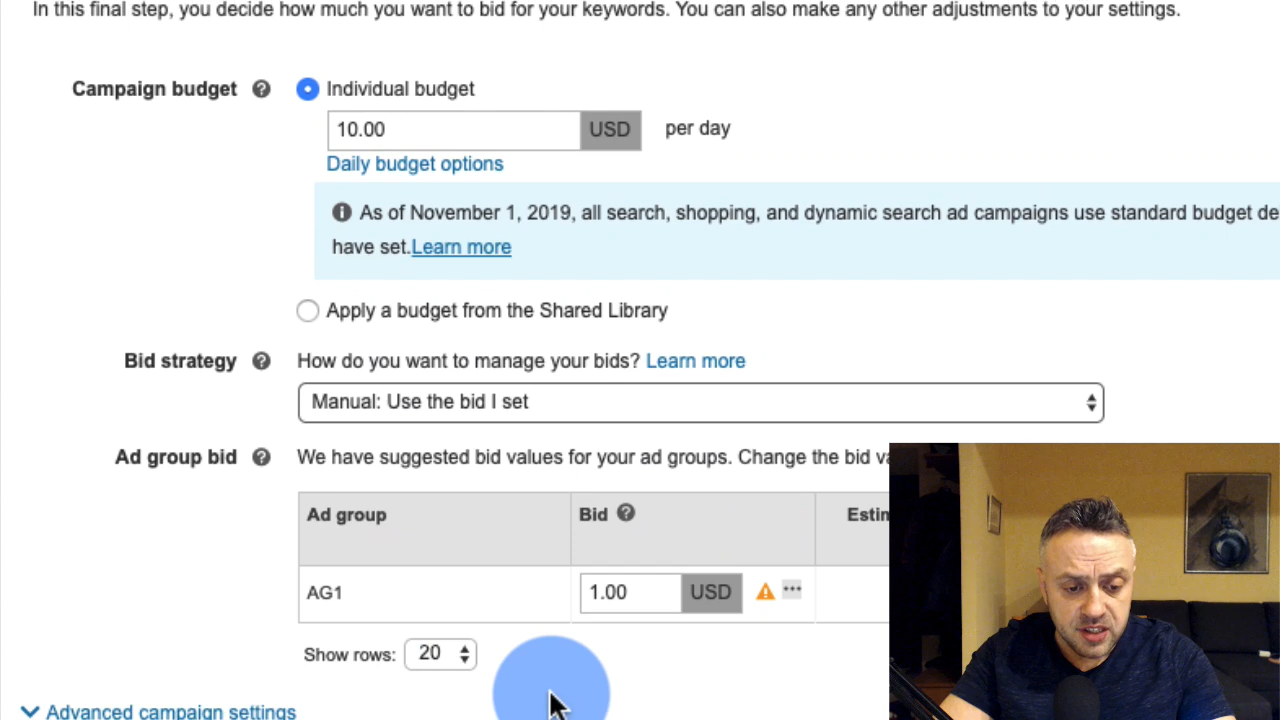 In this final step, you decide how much you want to bid for your keywords. You can also make any other adjustments to your settings.
Campaign budget
Individual budget
10.00 USD per day
Daily budget options
As of November 1, 2019, all search, shopping, and dynamic search ad campaigns use standard budget de
have set.Learn more
Apply a budget from the Shared Library
Bid strategy
How do you want to manage your bids? Learn more
Manual: Use the bid I set
Ad group bid
We have suggested bid values for your ad groups. Change the bid va
Ad group Bid Estin
AG1 1.00 USD
Show rows: 20
Advanced campaign settings